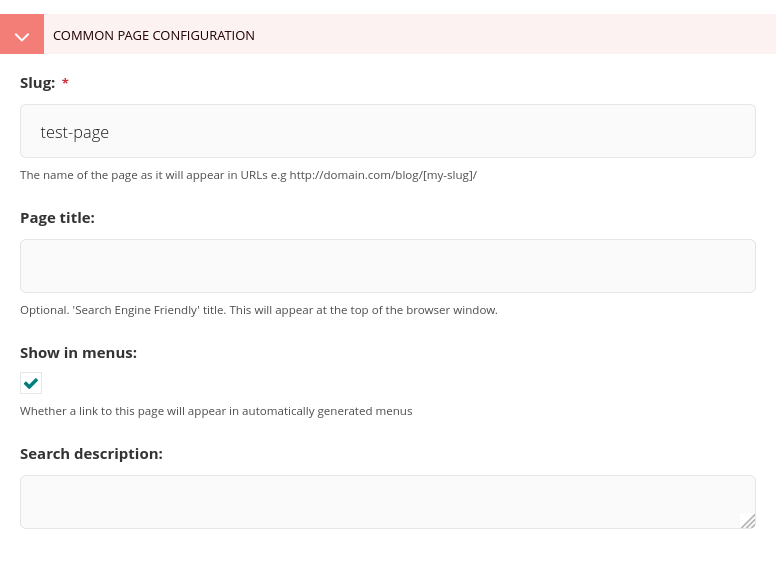 COMMON PAGE CONFIGURATION
Slug: *
test-page
The name of the page as it will appear in URLs e.g http://domain.com/blog/[my-slug]/
Page title:
Optional. 'Search Engine Friendly' title. This will appear at the top of the browser window.
Show in menus:
Whether a link to this page will appear in automatically generated menus
Search description: